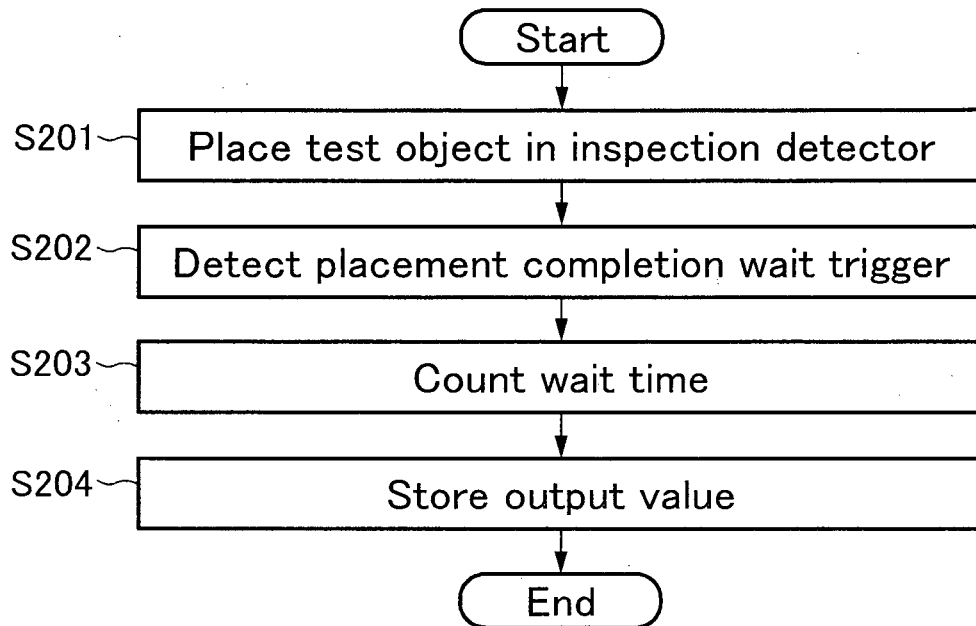 Start
S201
Place test object in inspection detector
S202
Detect placement completion wait trigger
S203
Count wait time
S204
Store output value
End